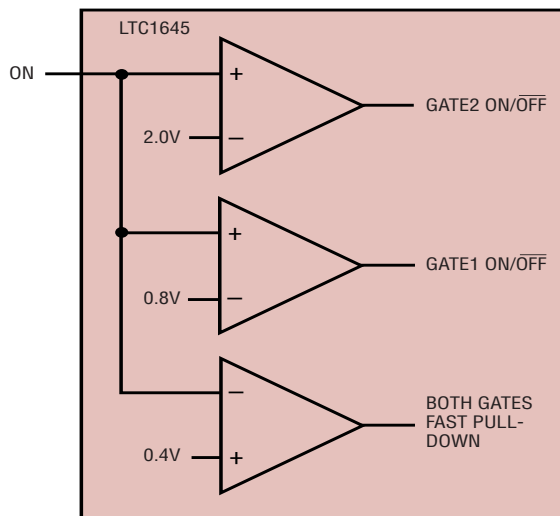 LTC1645
ON
+
GATE2 ON/OFF
2.0V
−
+
GATE1 ON/OFF
0.8V
−
−
BOTH GATES
FAST PULL-
DOWN
0.4V
+